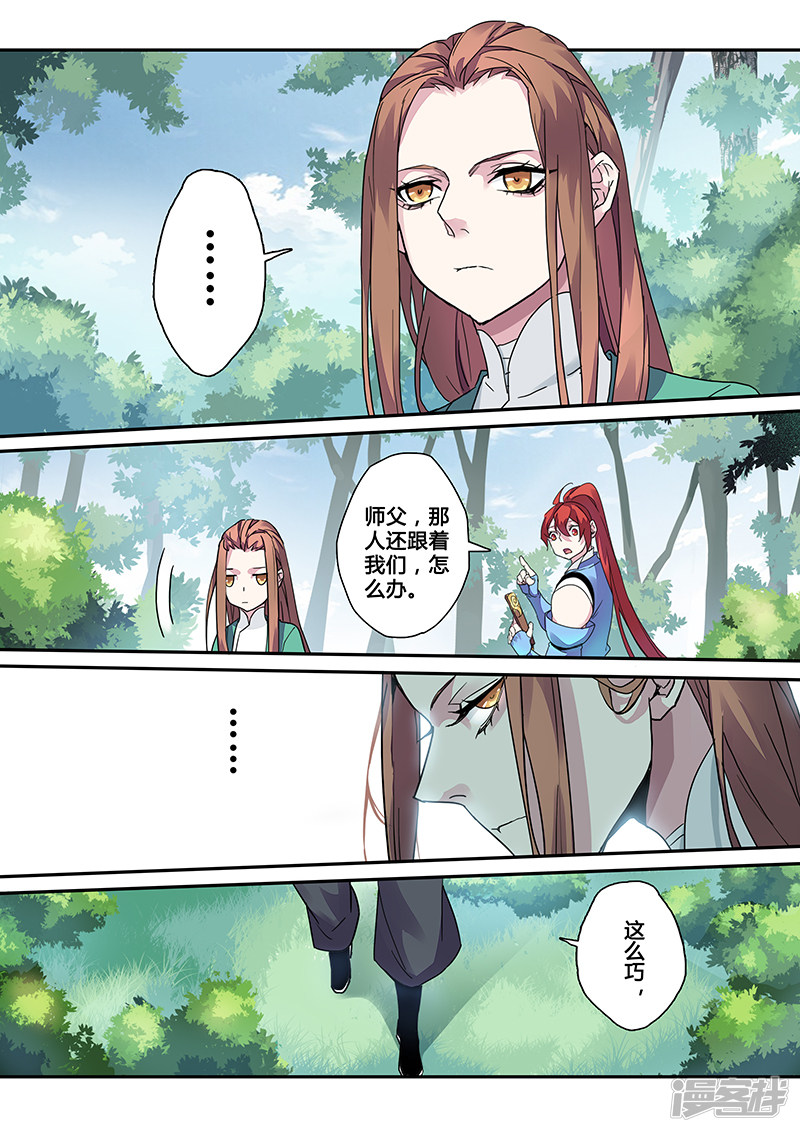 ……
师父，那
人还跟着
我们，怎
么办。
……
这么巧，
漫客栈